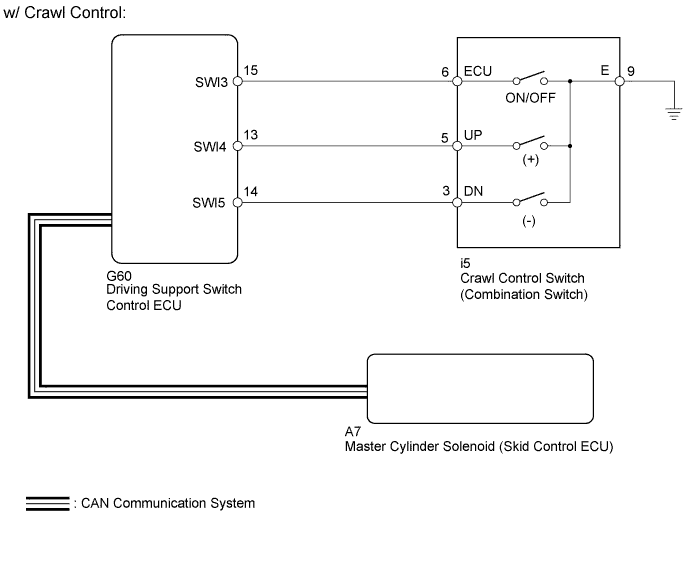 w/ Crawl Control:
SWI3 15 6 ECU E 9
ON/OFF
SWI4 13 5 UP
(+)
SWI5 14 3 DN
(-)
G60
Driving Support Switch
Control ECU
i5
Crawl Control Switch
(Combination Switch)
A7
Master Cylinder Solenoid (Skid Control ECU)
: CAN Communication System